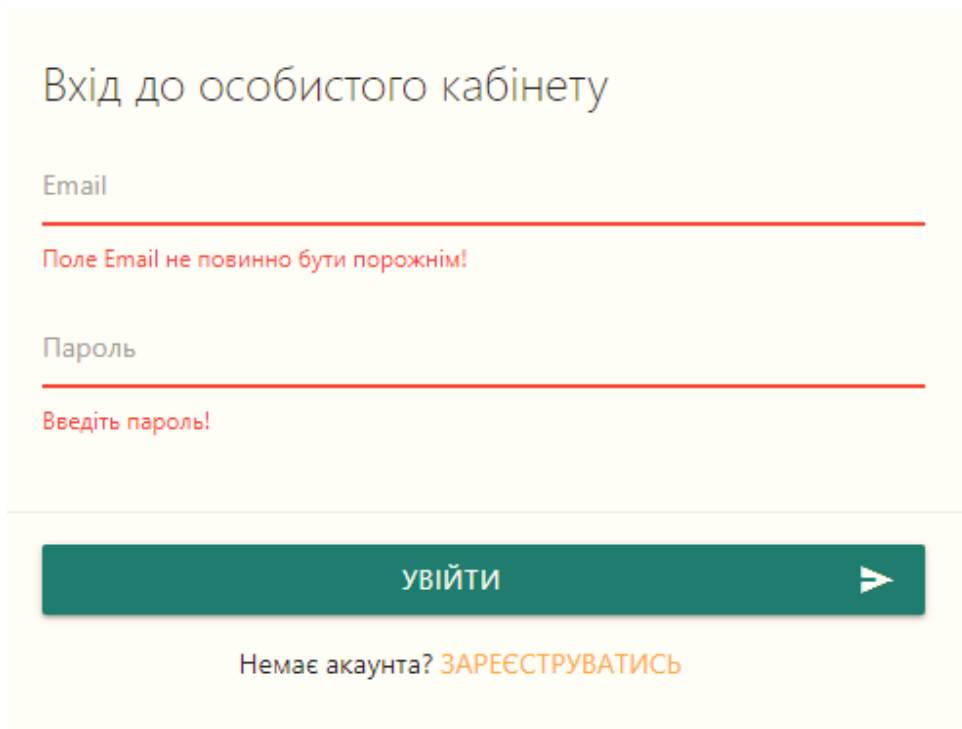 Вхід до особистого кабінету
Email
Поле Email не повинно бути порожнім!
Пароль
Введіть пароль!
УВІЙТИ
Немає акаунта? ЗАРЕЄСТРУВАТИСЬ